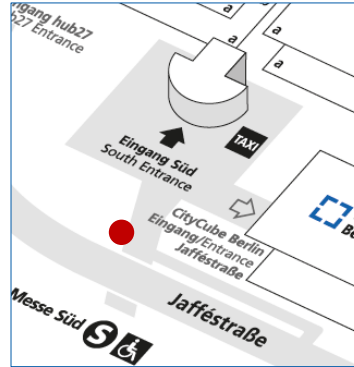 Eingang hub27
hub27 Entrance
a
a
a
a
Eingang Süd
South Entrance
TAXI
CityCube Berlin
Eingang/Entrance
Jafféstraße
Jafféstraße
Messe Süd S